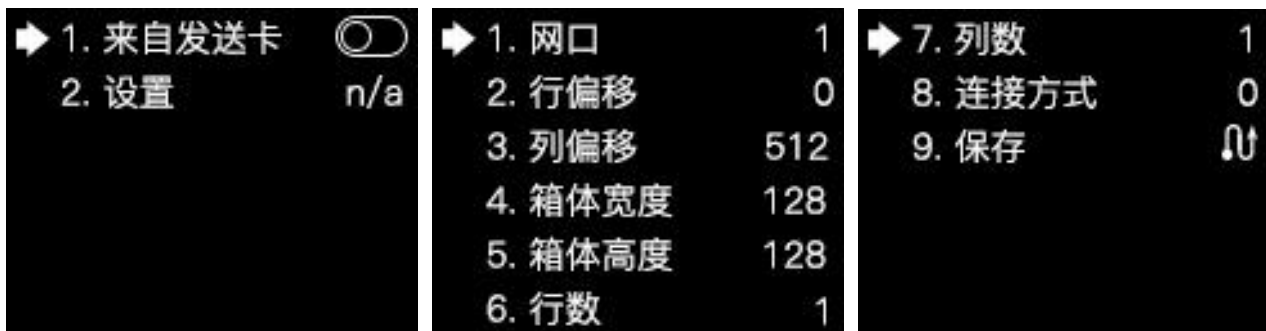 1. 来自发送卡
2. 设置 n/a
1. 网口 1
2. 行偏移 0
3. 列偏移 512
4. 箱体宽度 128
5. 箱体高度 128
6. 行数 1
7. 列数 1
8. 连接方式 0
9. 保存